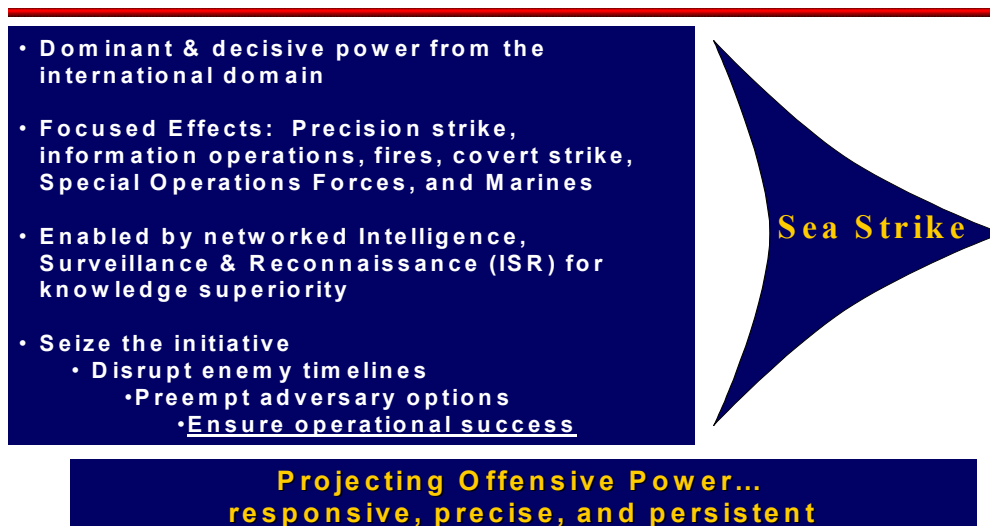 • Dominant & decisive power from the
international domain
• Focused Effects: Precision strike,
information operations, fires, covert strike,
Special Operations Forces, and Marines
• Enabled by networked Intelligence,
Surveillance & Reconnaissance (ISR) for
knowledge superiority
• Seize the initiative
• Disrupt enemy timelines
•Preempt adversary options
•Ensure operational success
Sea Strike
Projecting Offensive Power...
responsive, precise, and persistent